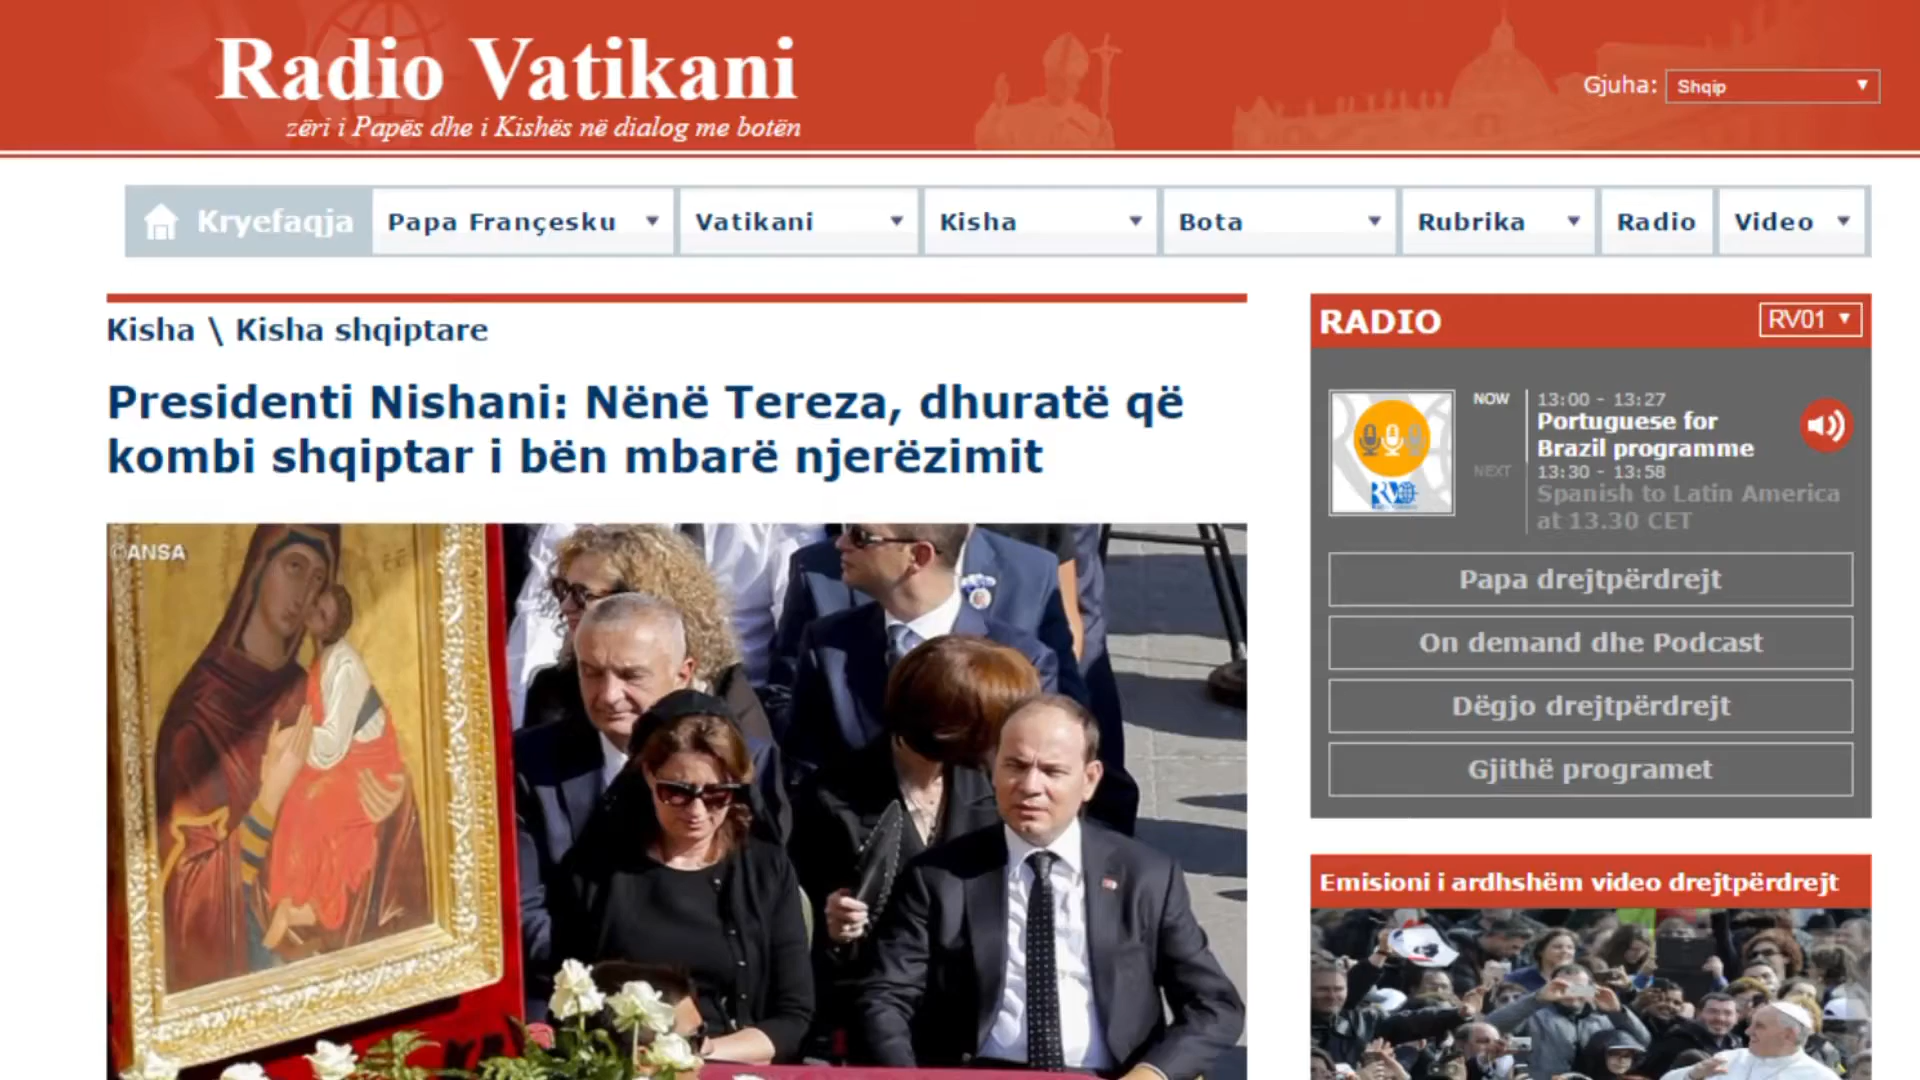 Radio Vatikani
zëri i Papës dhe i Kishës në dialog me botën
Gjuha: Shqip
Kryefaqja Papa Françesku Vatikani Kisha Bota Rubrika Radio Video
Kisha \ Kisha shqiptare
Presidenti Nishani: Nënë Tereza, dhuratë që
kombi shqiptar i bën mbarë njerëzimit
©ANSA
RADIO RV01
NOW 13:00 - 13:27
Portuguese for
Brazil programme
NEXT 13:30 - 13:58
Spanish to Latin America
at 13.30 CET
RV
Papa drejtpërdrejt
On demand dhe Podcast
Dëgjo drejtpërdrejt
Gjithë programet
Emisioni i ardhshëm video drejtpërdrejt